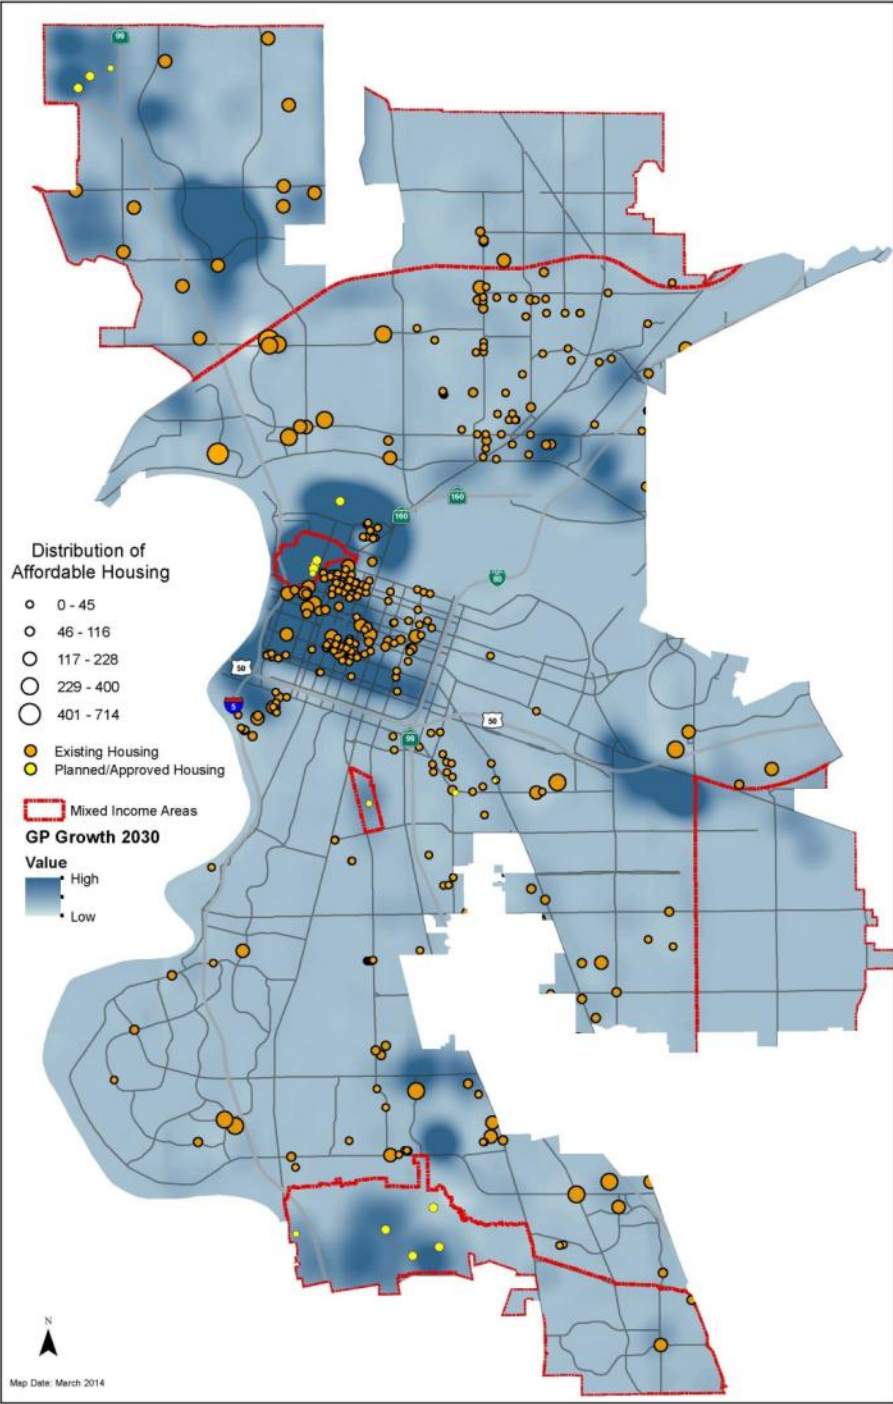 99
160
160
80
50
5
50
99
Distribution of
Affordable Housing
0 - 45
46 - 116
117 - 228
229 - 400
401 - 714
Existing Housing
Planned/Approved Housing
Mixed Income Areas
GP Growth 2030
Value
High
Low
N
Map Date: March 2014